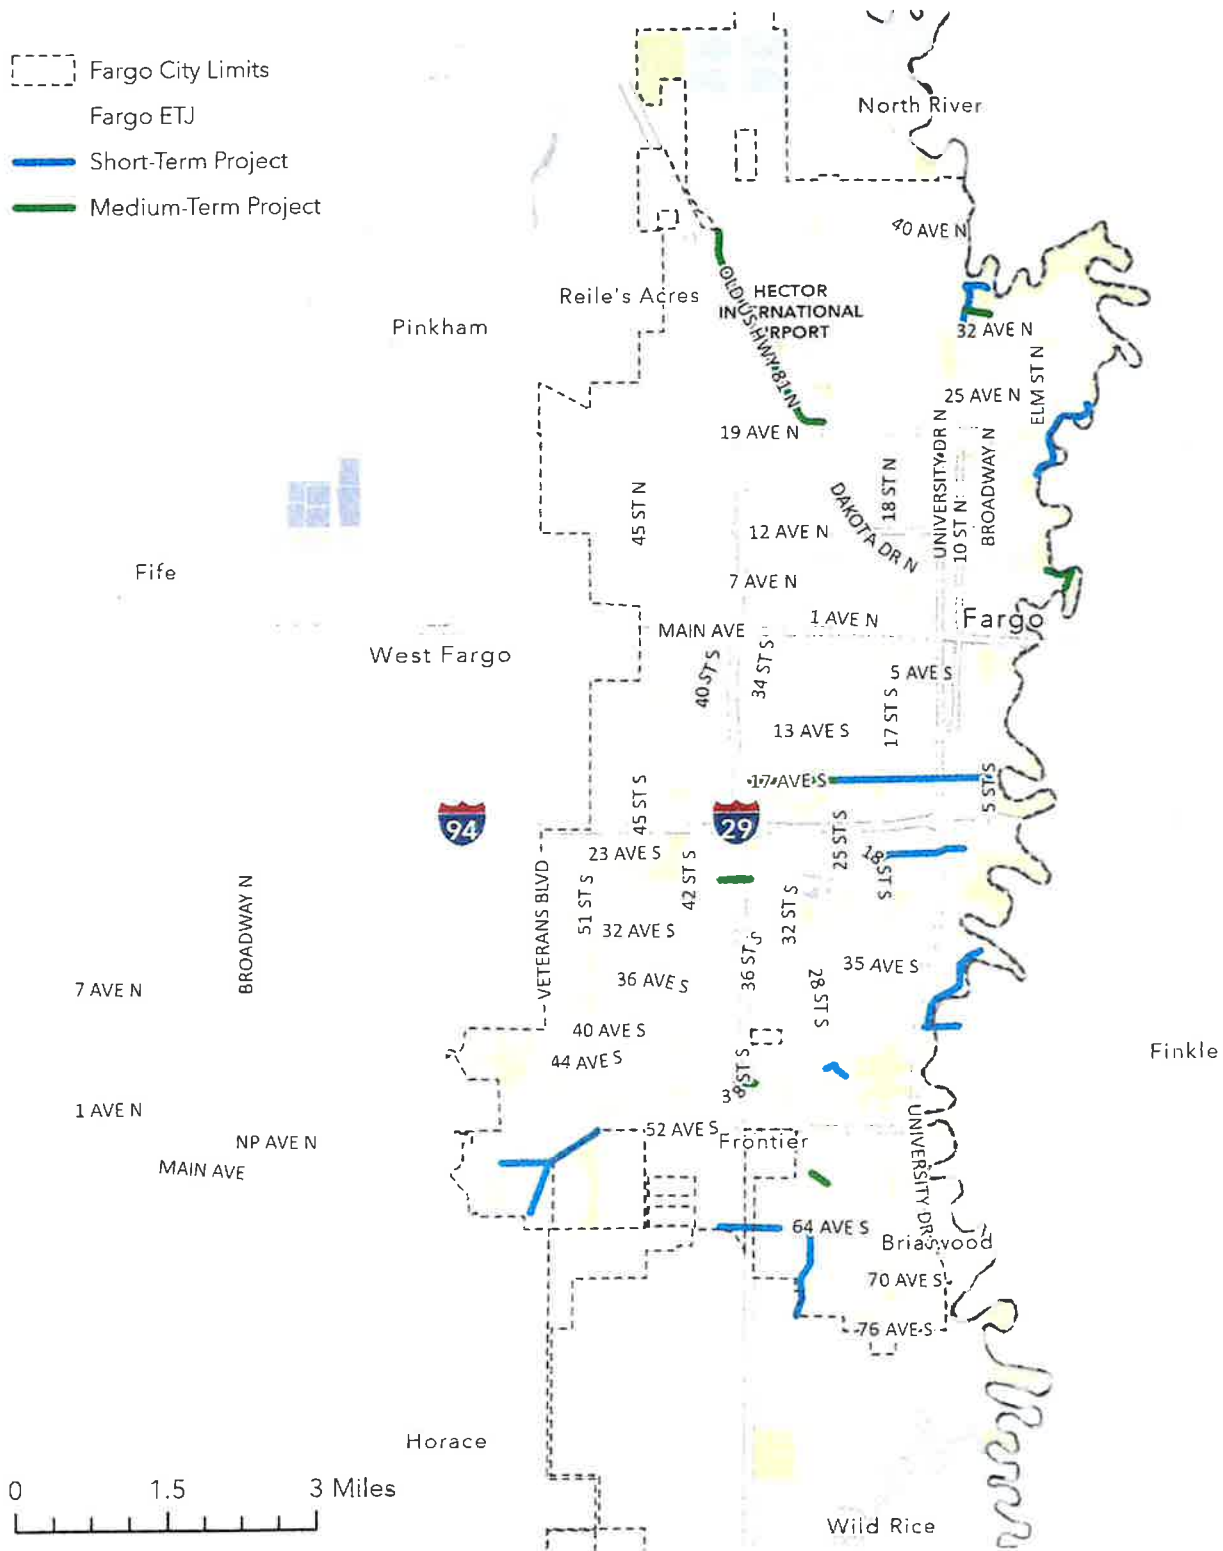 Fargo City Limits
Fargo ETJ
Short-Term Project
Medium-Term Project
North River
40 AVE N
Reile's Acres
HECTOR
INTERNATIONAL
AIRPORT
OLD US HWY 81 N
Pinkham
32 AVE N
25 AVE N
ELM ST N
19 AVE N
UNIVERSITY DR N
BROADWAY N
18 ST N
10 ST N
DAKOTA DR N
45 ST N
12 AVE N
7 AVE N
Fife
1 AVE N
Fargo
MAIN AVE
West Fargo
40 ST S
34 ST S
5 AVE S
17 ST S
13 AVE S
17 AVE S
5 ST S
45 ST S
94
29
25 ST S
23 AVE S
18 ST S
42 ST S
51 ST S
VETERANS BLVD
BROADWAY N
32 AVE S
32 ST S
36 ST S
35 AVE S
36 AVE S
28 ST S
7 AVE N
40 AVE S
44 AVE S
Finkle
38 ST S
1 AVE N
NP AVE N
MAIN AVE
52 AVE S
Frontier
UNIVERSITY DR S
64 AVE S
Briarwood
70 AVE S
76 AVE S
Horace
0 1.5 3 Miles
Wild Rice